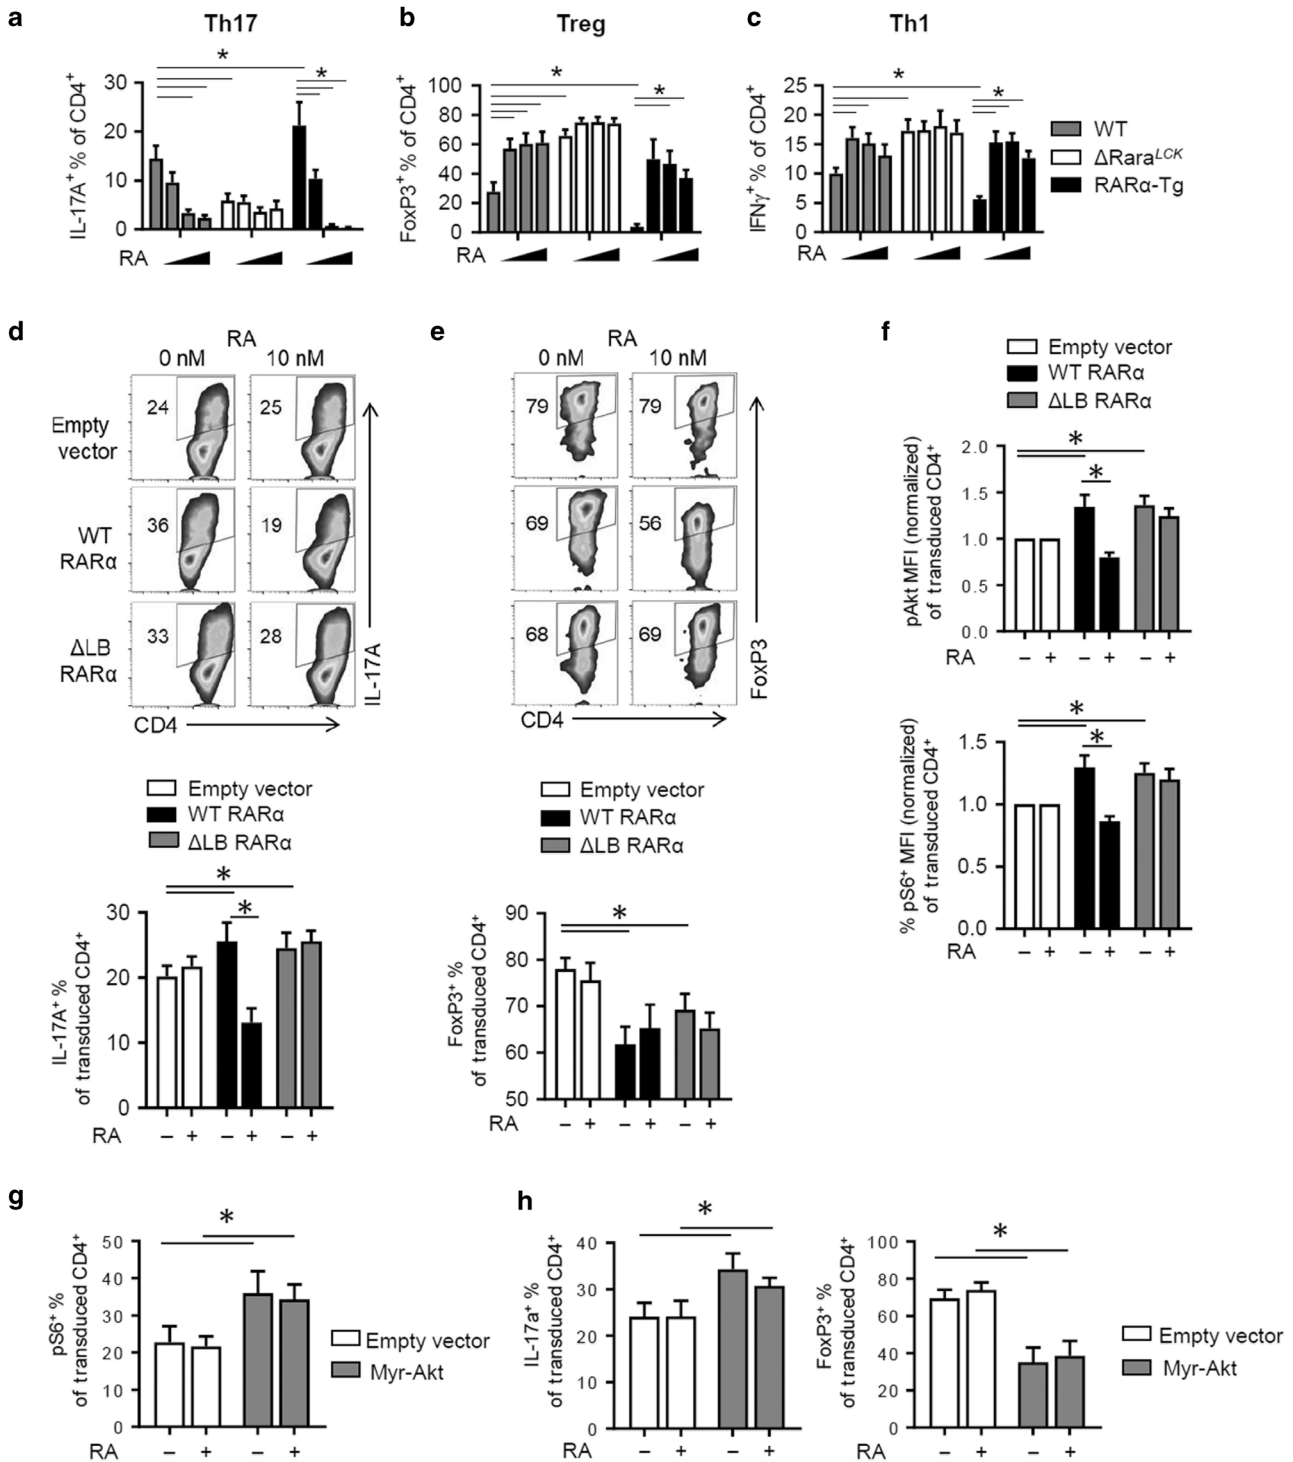 a
Th17
IL-17A⁺ % of CD4⁺
30
20
10
0
RA
*
*
b
Treg
FoxP3⁺ % of CD4⁺
100
80
60
40
20
0
RA
*
*
c
Th1
IFNγ⁺ % of CD4⁺
25
20
15
10
5
0
RA
*
*
WT
ΔRaraLCK
RARα-Tg
d
RA
0 nM 10 nM
Empty
vector
24 25
WT
RARα
36 19
ΔLB
RARα
33 28
IL-17A
CD4
Empty vector
WT RARα
ΔLB RARα
IL-17A⁺ %
of transduced CD4⁺
30
20
10
0
*
*
RA – + – + – +
e
RA
0 nM 10 nM
79 79
69 56
68 69
FoxP3
CD4
Empty vector
WT RARα
ΔLB RARα
FoxP3⁺ %
of transduced CD4⁺
90
80
70
60
50
*
RA – + – + – +
f
Empty vector
WT RARα
ΔLB RARα
pAkt MFI (normalized)
of transduced CD4⁺
2.0
1.5
1.0
0.5
0.0
*
*
RA – + – + – +
% pS6⁺ MFI (normalized)
of transduced CD4⁺
1.5
1.0
0.5
0.0
*
*
RA – + – + – +
g
pS6⁺ %
of transduced CD4⁺
50
40
30
20
10
0
*
RA – + – +
Empty vector
Myr-Akt
h
IL-17a⁺ %
of transduced CD4⁺
40
30
20
10
0
*
RA – + – +
FoxP3⁺ %
of transduced CD4⁺
100
80
60
40
20
0
*
RA – + – +
Empty vector
Myr-Akt